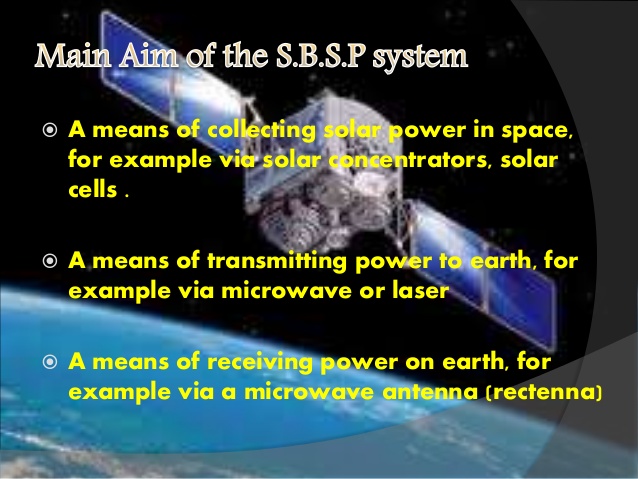 Main Aim of the S.B.S.P system
A means of collecting solar power in space,
for example via solar concentrators, solar
cells .
A means of transmitting power to earth, for
example via microwave or laser
A means of receiving power on earth, for
example via a microwave antenna (rectenna)